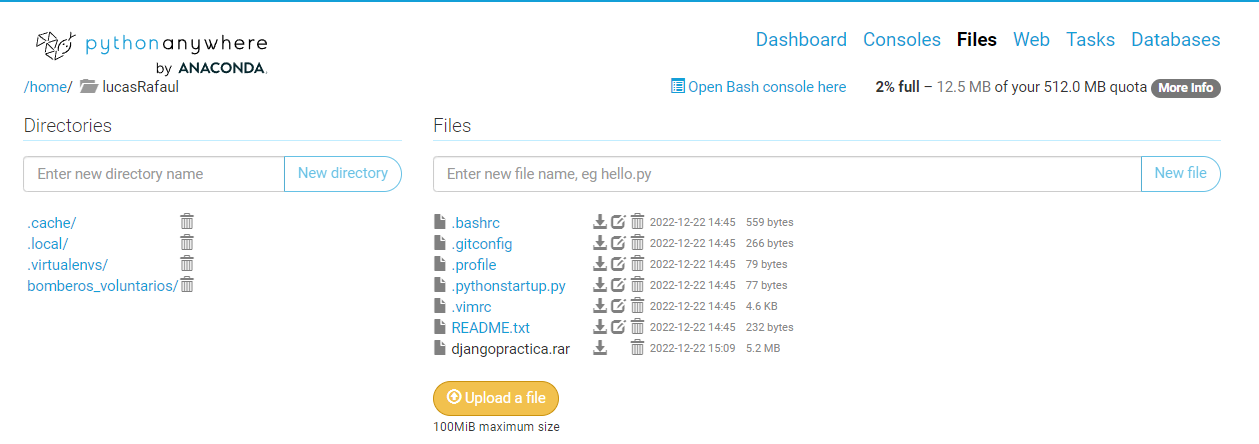 pythonanywhere
by ANACONDA.
Dashboard Consoles Files Web Tasks Databases
/home/ lucasRafaul
Open Bash console here 2% full – 12.5 MB of your 512.0 MB quota More Info
Directories
Enter new directory name New directory
.cache/
.local/
.virtualenvs/
bomberos_voluntarios/
Files
Enter new file name, eg hello.py New file
.bashrc 2022-12-22 14:45 559 bytes
.gitconfig 2022-12-22 14:45 266 bytes
.profile 2022-12-22 14:45 79 bytes
.pythonstartup.py 2022-12-22 14:45 77 bytes
.vimrc 2022-12-22 14:45 4.6 KB
README.txt 2022-12-22 14:45 232 bytes
djangopractica.rar 2022-12-22 15:09 5.2 MB
Upload a file
100MiB maximum size